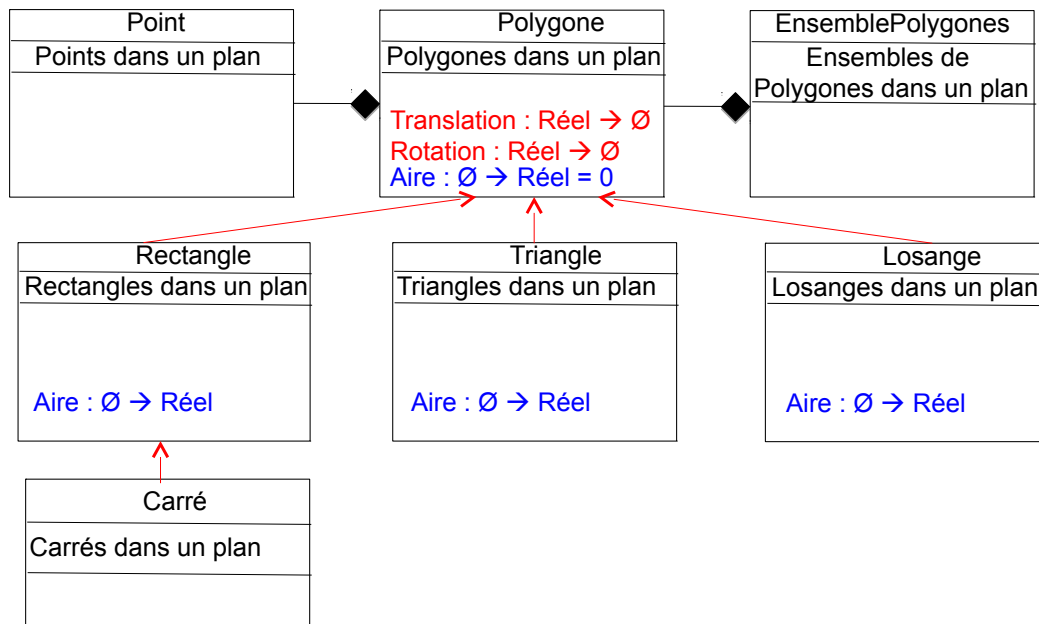 Point
Points dans un plan
Polygone
Polygones dans un plan
Translation : Réel → Ø
Rotation : Réel → Ø
Aire : Ø → Réel = 0
EnsemblePolygones
Ensembles de
Polygones dans un plan
Rectangle
Rectangles dans un plan
Aire : Ø → Réel
Triangle
Triangles dans un plan
Aire : Ø → Réel
Losange
Losanges dans un plan
Aire : Ø → Réel
Carré
Carrés dans un plan